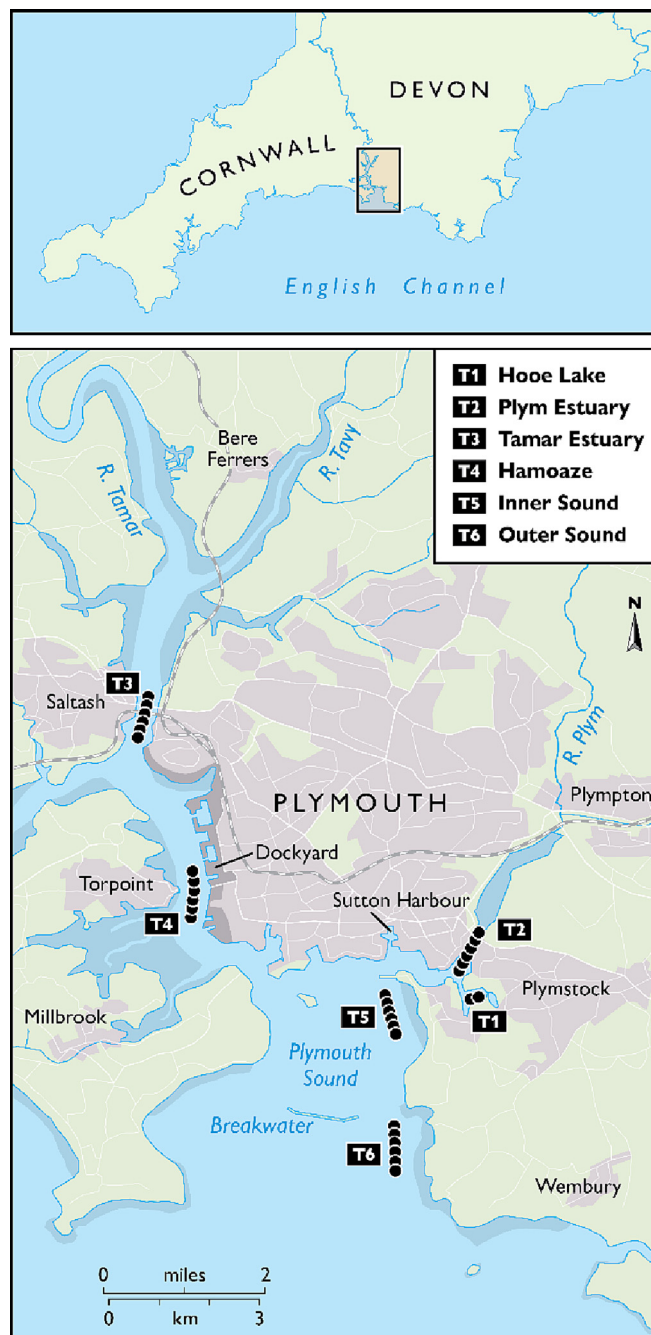 DEVON
CORNWALL
English Channel
T1 Hooe Lake
T2 Plym Estuary
T3 Tamar Estuary
T4 Hamoaze
T5 Inner Sound
T6 Outer Sound
Bere
Ferrers
R. Tavy
R. Tamar
N
T3
Saltash
R. Plym
PLYMOUTH
Plympton
Dockyard
Torpoint
Sutton Harbour
T4
T2
Plymstock
Millbrook
T5
T1
Plymouth
Sound
Breakwater
T6
Wembury
0 miles 2
0 km 3